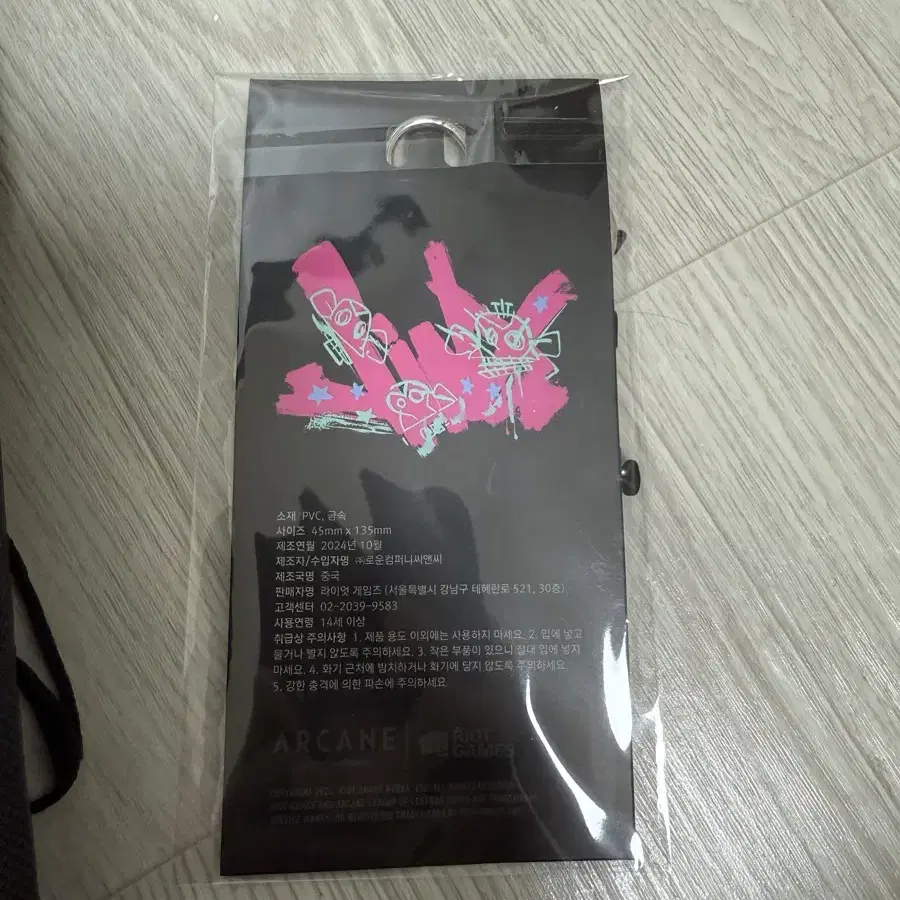 소재 PVC, 금속
사이즈 45mm x 135mm
제조연월 2024년 10월
제조자/수입자명 ㈜로운컴퍼니씨앤씨
제조국명 중국
판매자명 라이엇 게임즈 (서울특별시 강남구 테헤란로 521, 30층)
고객센터 02-2039-9583
사용연령 14세 이상
취급상 주의사항 1. 제품 용도 이외에는 사용하지 마세요. 2. 입에 넣고
물거나 빨지 않도록 주의하세요. 3. 작은 부품이 있으니 절대 입에 넣지
마세요. 4. 화기 근처에 방치하거나 화기에 닿지 않도록 주의하세요.
5. 강한 충격에 의한 파손에 주의하세요.
ARCANE RIOT
GAMES